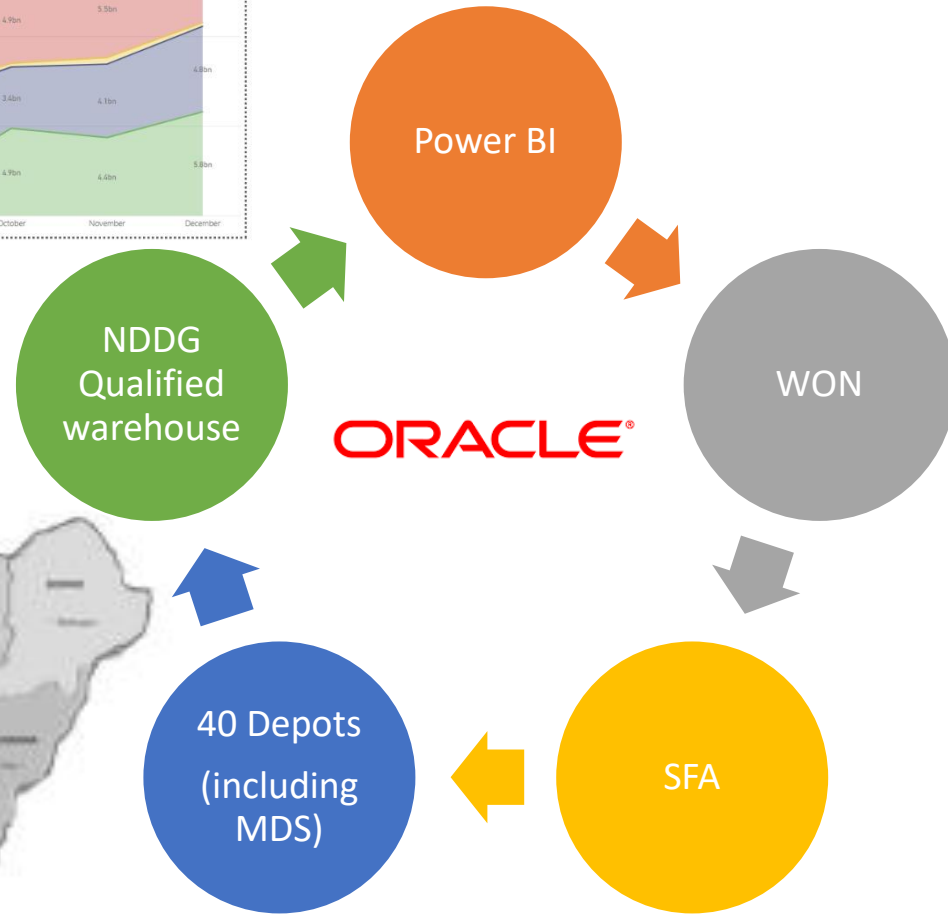 5.5bn
4.9bn
4.8bn
3.4bn
4.1bn
5.8bn
4.9bn
4.4bn
October
November
December
Power BI
NDDG
Qualified
warehouse
WON
ORACLE®
40 Depots
(including
MDS)
SFA